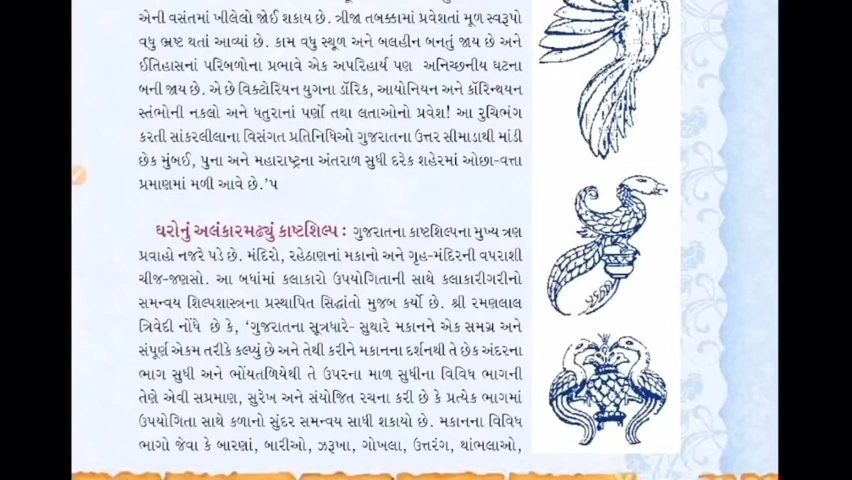 એની વસંતમાં ખીલેલો જોઈ શકાય છે. ત્રીજા તબક્કામાં પ્રવેશતાં મૂળ સ્વરૂપો
વધુ ભ્રષ્ટ થતાં આવ્યાં છે. કામ વધુ સ્થૂળ અને બલહીન બનતું જાય છે અને
ઈતિહાસનાં પરિબળોના પ્રભાવે એક અપરિહાર્ય પણ અનિચ્છનીય ઘટના
બની જાય છે. એ છે વિક્ટોરિયન યુગના ડૉરિક, આયોનિયન અને કૉરિન્થયન
સ્તંભોની નકલો અને ધતુરાનાં પર્ણો તથા લતાઓનો પ્રવેશ! આ રુચિભંગ
કરતી સાંકરલીલાના વિસંગત પ્રતિનિધિઓ ગુજરાતના ઉત્તર સીમાડાથી માંડી
છેક મુંબઈ, પુના અને મહારાષ્ટ્રના અંતરાળ સુધી દરેક શહેરમાં ઓછા-વત્તા
પ્રમાણમાં મળી આવે છે.'૫
ઘરોનું અલંકારમઢ્યું કાષ્ટશિલ્પ : ગુજરાતના કાષ્ટશિલ્પના મુખ્ય ત્રણ
પ્રવાહો નજરે પડે છે. મંદિરો, રહેઠાણનાં મકાનો અને ગૃહ-મંદિરની વપરાશી
ચીજ-જણસો. આ બધાંમાં કલાકારો ઉપયોગિતાની સાથે કલાકારીગરીનો
સમન્વય શિલ્પશાસ્ત્રના પ્રસ્થાપિત સિદ્ધાંતો મુજબ કર્યો છે. શ્રી રમણલાલ
ત્રિવેદી નોંધે છે કે, 'ગુજરાતના સૂત્રધારે- સુથારે મકાનને એક સમગ્ર અને
સંપૂર્ણ એકમ તરીકે કલ્પ્યું છે અને તેથી કરીને મકાનના દર્શનથી તે છેક અંદરના
ભાગ સુધી અને ભોંયતળિયેથી તે ઉપરના માળ સુધીના વિવિધ ભાગની
તેણે એવી સપ્રમાણ, સુરેખ અને સંયોજિત રચના કરી છે કે પ્રત્યેક ભાગમાં
ઉપયોગિતા સાથે કળાનો સુંદર સમન્વય સાધી શકાયો છે. મકાનના વિવિધ
ભાગો જેવા કે બારણાં, બારીઓ, ઝરૂખા, ગોખલા, ઉત્તરંગ, થાંભલાઓ,